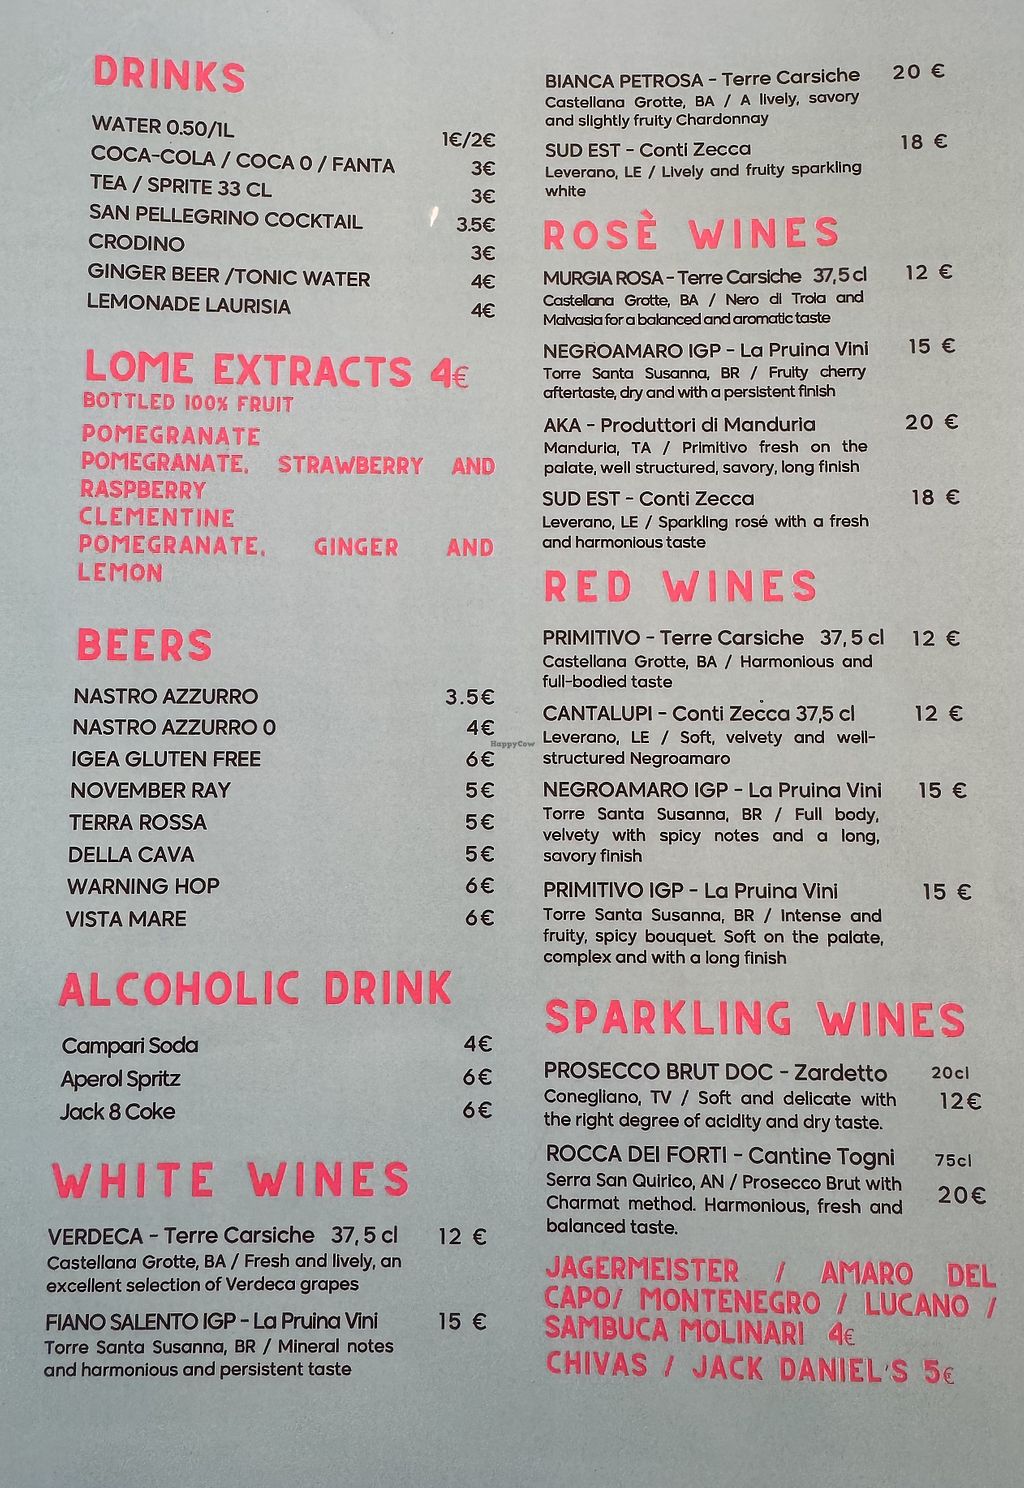 DRINKS
WATER 0.50/1L 1€/2€
COCA-COLA / COCA 0 / FANTA 3€
TEA / SPRITE 33 CL 3€
SAN PELLEGRINO COCKTAIL 3.5€
CRODINO 3€
GINGER BEER /TONIC WATER 4€
LEMONADE LAURISIA 4€
LOME EXTRACTS 4€
BOTTLED 100% FRUIT
POMEGRANATE
POMEGRANATE, STRAWBERRY AND
RASPBERRY
CLEMENTINE
POMEGRANATE, GINGER AND
LEMON
BEERS
NASTRO AZZURRO 3.5€
NASTRO AZZURRO 0 4€
IGEA GLUTEN FREE 6€
NOVEMBER RAY 5€
TERRA ROSSA 5€
DELLA CAVA 5€
WARNING HOP 6€
VISTA MARE 6€
ALCOHOLIC DRINK
Campari Soda 4€
Aperol Spritz 6€
Jack 8 Coke 6€
WHITE WINES
VERDECA - Terre Carsiche 37,5 cl 12 €
Castellana Grotte, BA / Fresh and lively, an
excellent selection of Verdeca grapes
FIANO SALENTO IGP - La Pruina Vini 15 €
Torre Santa Susanna, BR / Mineral notes
and harmonious and persistent taste
BIANCA PETROSA - Terre Carsiche 20 €
Castellana Grotte, BA / A lively, savory
and slightly fruity Chardonnay
SUD EST - Conti Zecca 18 €
Leverano, LE / Lively and fruity sparkling
white
ROSÈ WINES
MURGIA ROSA - Terre Carsiche 37,5 cl 12 €
Castellana Grotte, BA / Nero di Troia and
Malvasia for a balanced and aromatic taste
NEGROAMARO IGP - La Pruina Vini 15 €
Torre Santa Susanna, BR / Fruity cherry
aftertaste, dry and with a persistent finish
AKA - Produttori di Manduria 20 €
Manduria, TA / Primitivo fresh on the
palate, well structured, savory, long finish
SUD EST - Conti Zecca 18 €
Leverano, LE / Sparkling rosé with a fresh
and harmonious taste
RED WINES
PRIMITIVO - Terre Carsiche 37,5 cl 12 €
Castellana Grotte, BA / Harmonious and
full-bodied taste
CANTALUPI - Conti Zecca 37,5 cl 12 €
Leverano, LE / Soft, velvety and well-
structured Negroamaro
NEGROAMARO IGP - La Pruina Vini 15 €
Torre Santa Susanna, BR / Full body,
velvety with spicy notes and a long,
savory finish
PRIMITIVO IGP - La Pruina Vini 15 €
Torre Santa Susanna, BR / Intense and
fruity, spicy bouquet. Soft on the palate,
complex and with a long finish
SPARKLING WINES
PROSECCO BRUT DOC - Zardetto 20cl
Conegliano, TV / Soft and delicate with 12€
the right degree of acidity and dry taste.
ROCCA DEI FORTI - Cantine Togni 75cl
Serra San Quirico, AN / Prosecco Brut with 20€
Charmat method. Harmonious, fresh and
balanced taste.
JAGERMEISTER / AMARO DEL
CAPO/ MONTENEGRO / LUCANO /
SAMBUCA MOLINARI 4€
CHIVAS / JACK DANIEL'S 5€
HappyCow